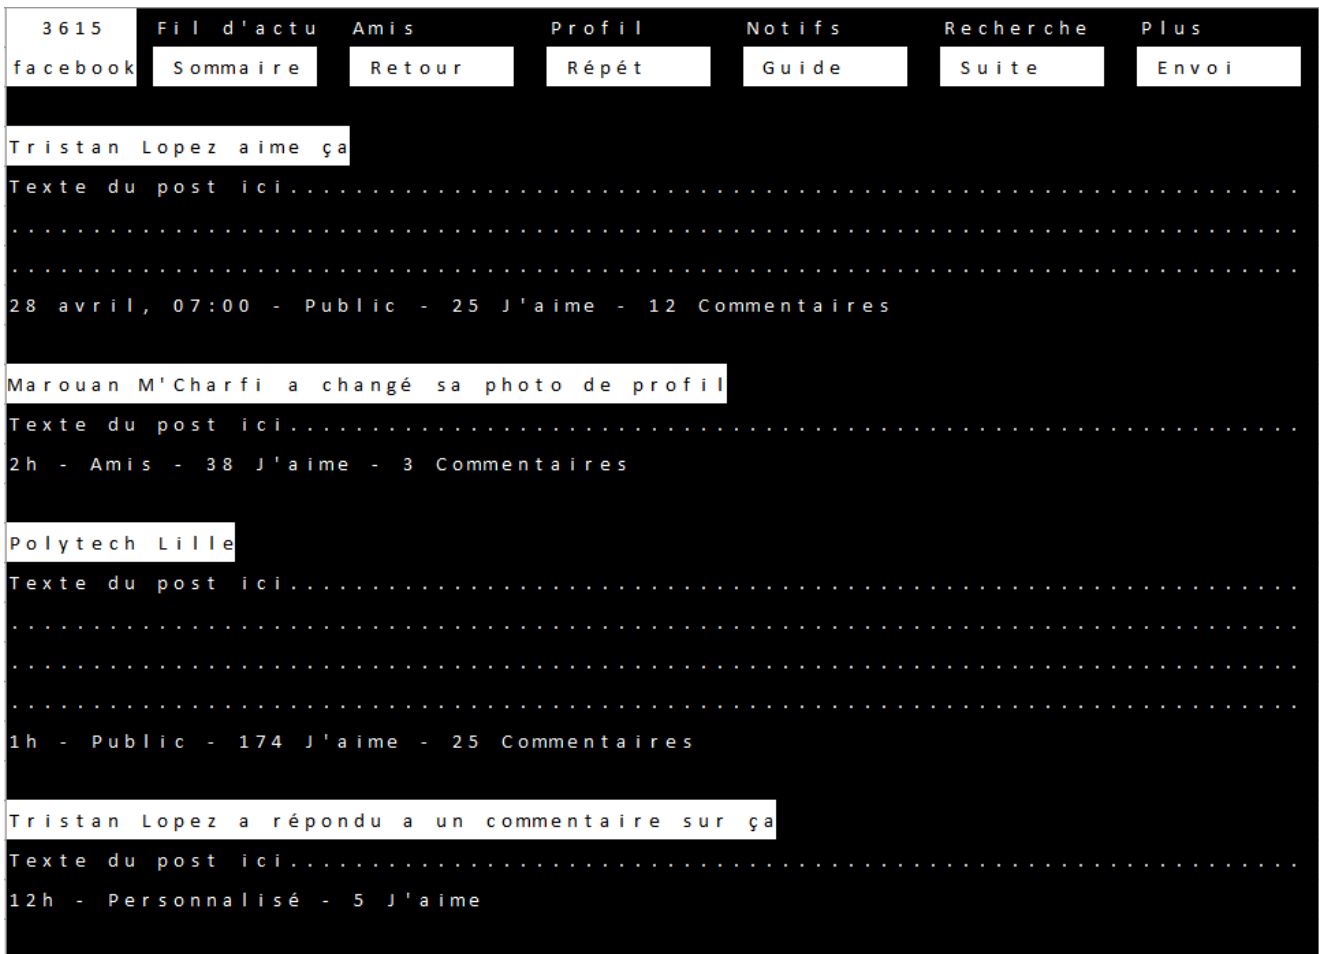 3615 Fil d'actu Amis Profil Notifs Recherche Plus
facebook Sommaire Retour Répét Guide Suite Envoi
Tristan Lopez aime ça
Texte du post ici..............................................................
...............................................................................
...............................................................................
28 avril, 07:00 - Public - 25 J'aime - 12 Commentaires
Marouan M'Charfi a changé sa photo de profil
Texte du post ici..............................................................
2h - Amis - 38 J'aime - 3 Commentaires
Polytech Lille
Texte du post ici..............................................................
...............................................................................
...............................................................................
...............................................................................
1h - Public - 174 J'aime - 25 Commentaires
Tristan Lopez a répondu a un commentaire sur ça
Texte du post ici..............................................................
12h - Personnalisé - 5 J'aime